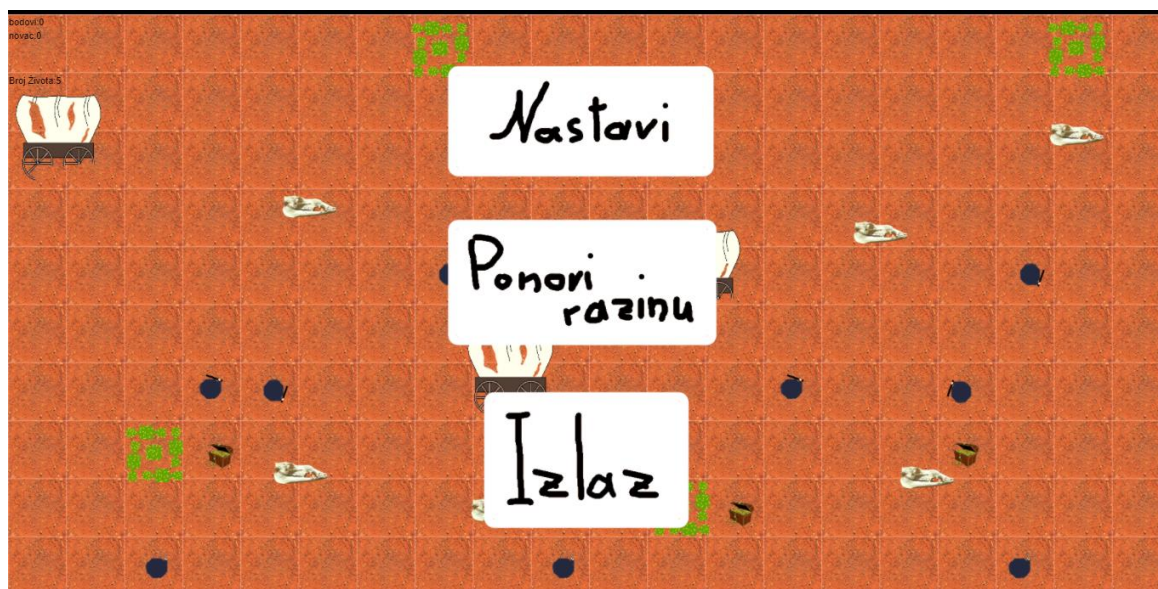 bodovi:0
novac:0
Broj Života:5
Nastavi
Ponovi
razinu
Izlaz